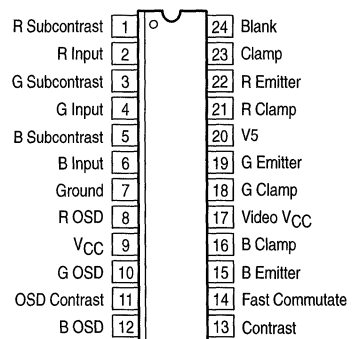 R Subcontrast 1 24 Blank
R Input 2 23 Clamp
G Subcontrast 3 22 R Emitter
G Input 4 21 R Clamp
B Subcontrast 5 20 V5
B Input 6 19 G Emitter
Ground 7 18 G Clamp
R OSD 8 17 Video VCC
VCC 9 16 B Clamp
G OSD 10 15 B Emitter
OSD Contrast 11 14 Fast Commutate
B OSD 12 13 Contrast